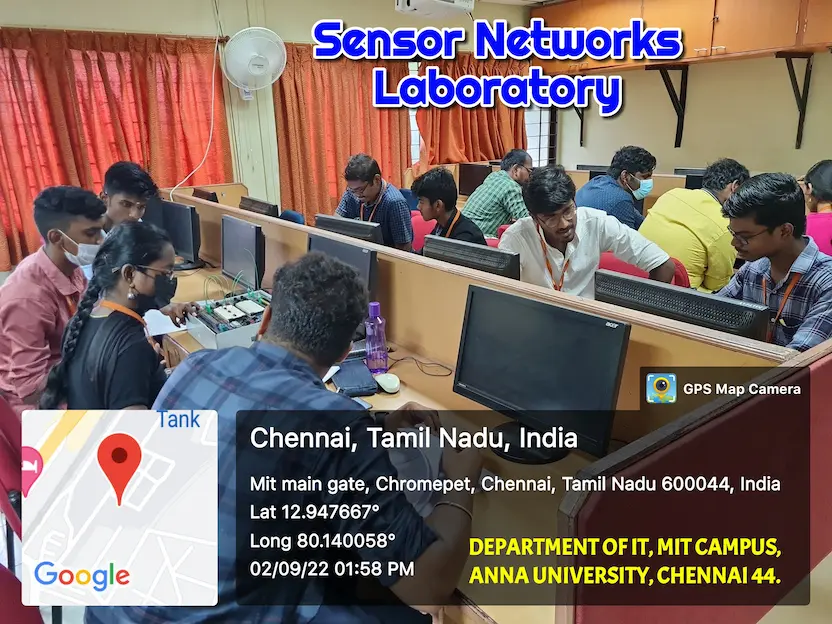 Sensor Networks
Laboratory
acer
GPS Map Camera
Tank
Google
Chennai, Tamil Nadu, India
Mit main gate, Chromepet, Chennai, Tamil Nadu 600044, India
Lat 12.947667°
Long 80.140058°
02/09/22 01:58 PM
DEPARTMENT OF IT, MIT CAMPUS,
ANNA UNIVERSITY, CHENNAI 44.